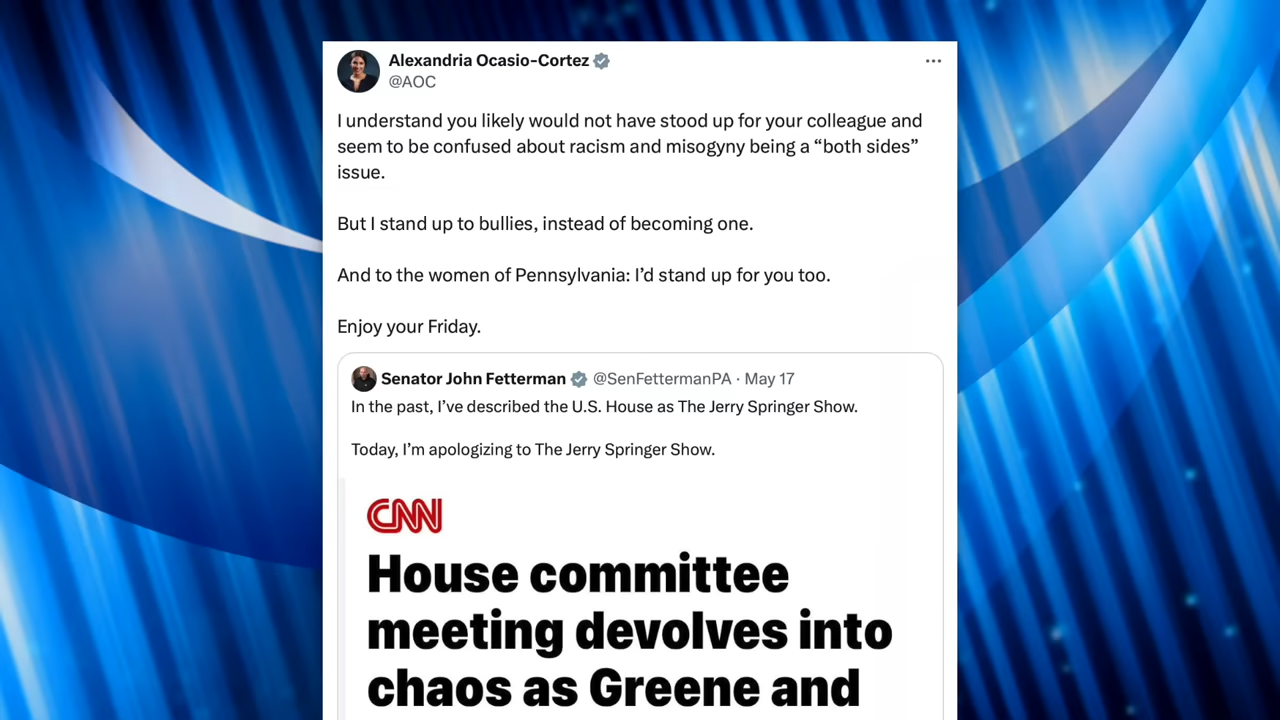 Alexandria Ocasio-Cortez
@AOC
I understand you likely would not have stood up for your colleague and
seem to be confused about racism and misogyny being a “both sides”
issue.
But I stand up to bullies, instead of becoming one.
And to the women of Pennsylvania: I’d stand up for you too.
Enjoy your Friday.
Senator John Fetterman @SenFettermanPA · May 17
In the past, I’ve described the U.S. House as The Jerry Springer Show.
Today, I’m apologizing to The Jerry Springer Show.
CNN
House committee
meeting devolves into
chaos as Greene and